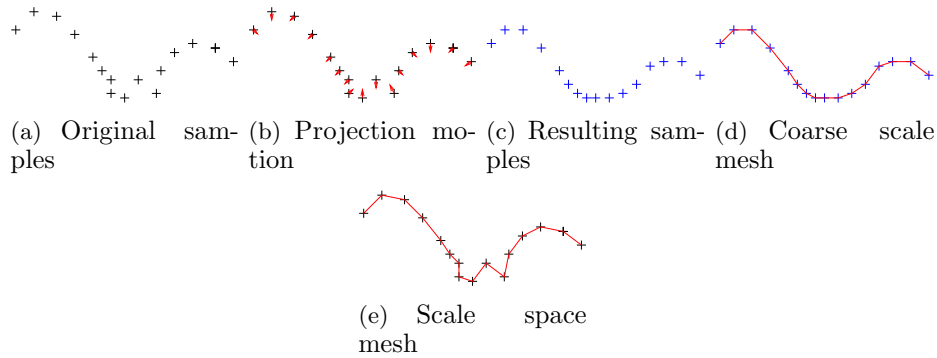 (a) Original sam-
ples
(b) Projection mo-
tion
(c) Resulting sam-
ples
(d) Coarse scale
mesh
(e) Scale space
mesh